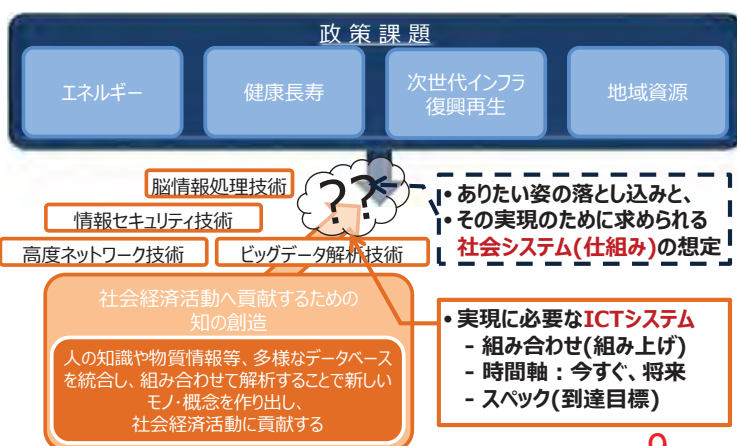 政 策 課 題
エネルギー
健康長寿
次世代インフラ
復興再生
地域資源
??
脳情報処理技術
情報セキュリティ技術
高度ネットワーク技術
ビッグデータ解析技術
• ありたい姿の落とし込みと、
• その実現のために求められる
社会システム(仕組み)の想定
社会経済活動へ貢献するための
知の創造
人の知識や物質情報等、多様なデータベース
を統合し、組み合わせて解析することで新しい
モノ・概念を作り出し、
社会経済活動に貢献する
• 実現に必要なICTシステム
- 組み合わせ(組み上げ)
- 時間軸：今すぐ、将来
- スペック(到達目標)